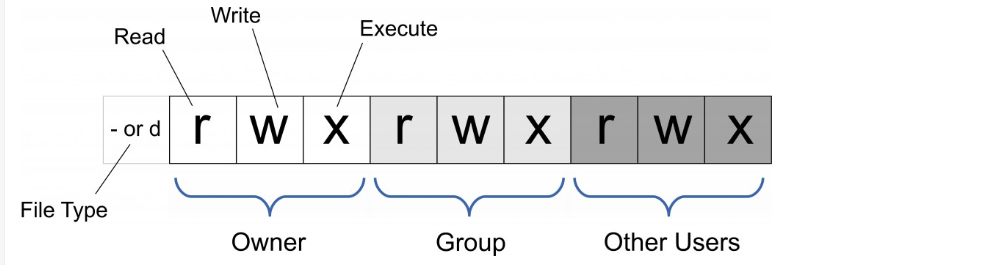 Write
Read
Execute
- or d r w x r w x r w x
File Type
Owner Group Other Users